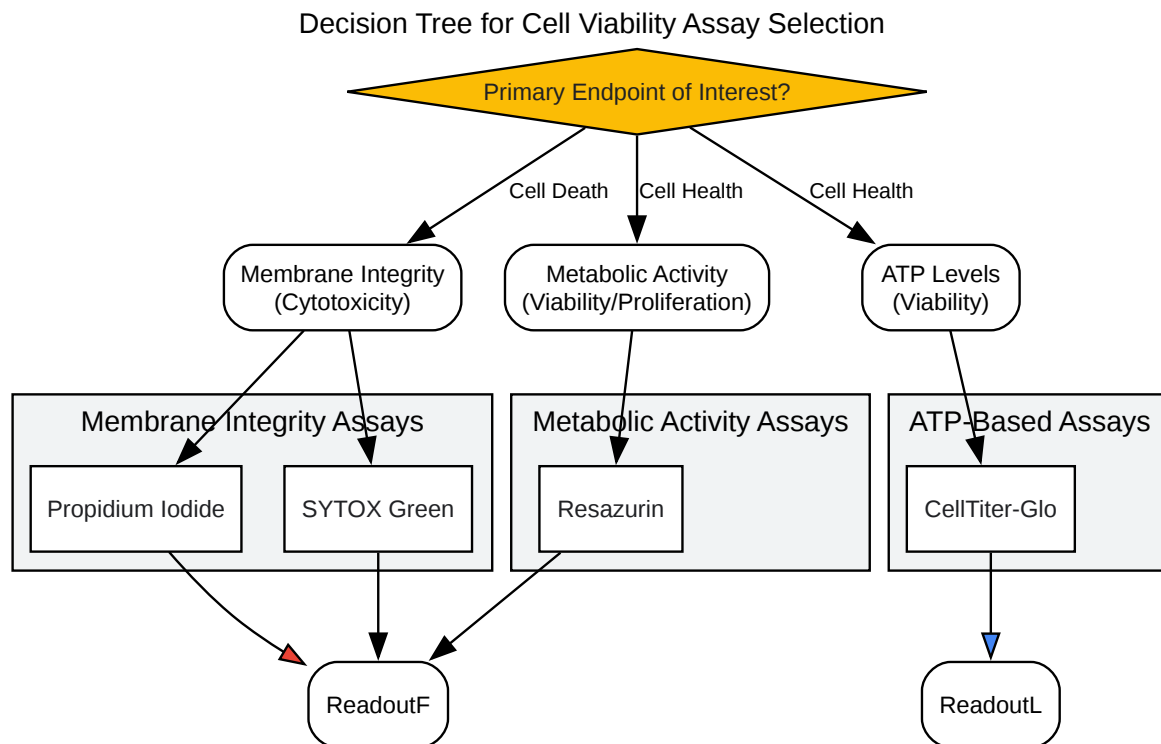 Decision Tree for Cell Viability Assay Selection
Primary Endpoint of Interest?
Cell Death
Cell Health
Cell Health
Membrane Integrity
(Cytotoxicity)
Metabolic Activity
(Viability/Proliferation)
ATP Levels
(Viability)
Membrane Integrity Assays
Metabolic Activity Assays
ATP-Based Assays
Propidium Iodide
SYTOX Green
Resazurin
CellTiter-Glo
ReadoutF
ReadoutL